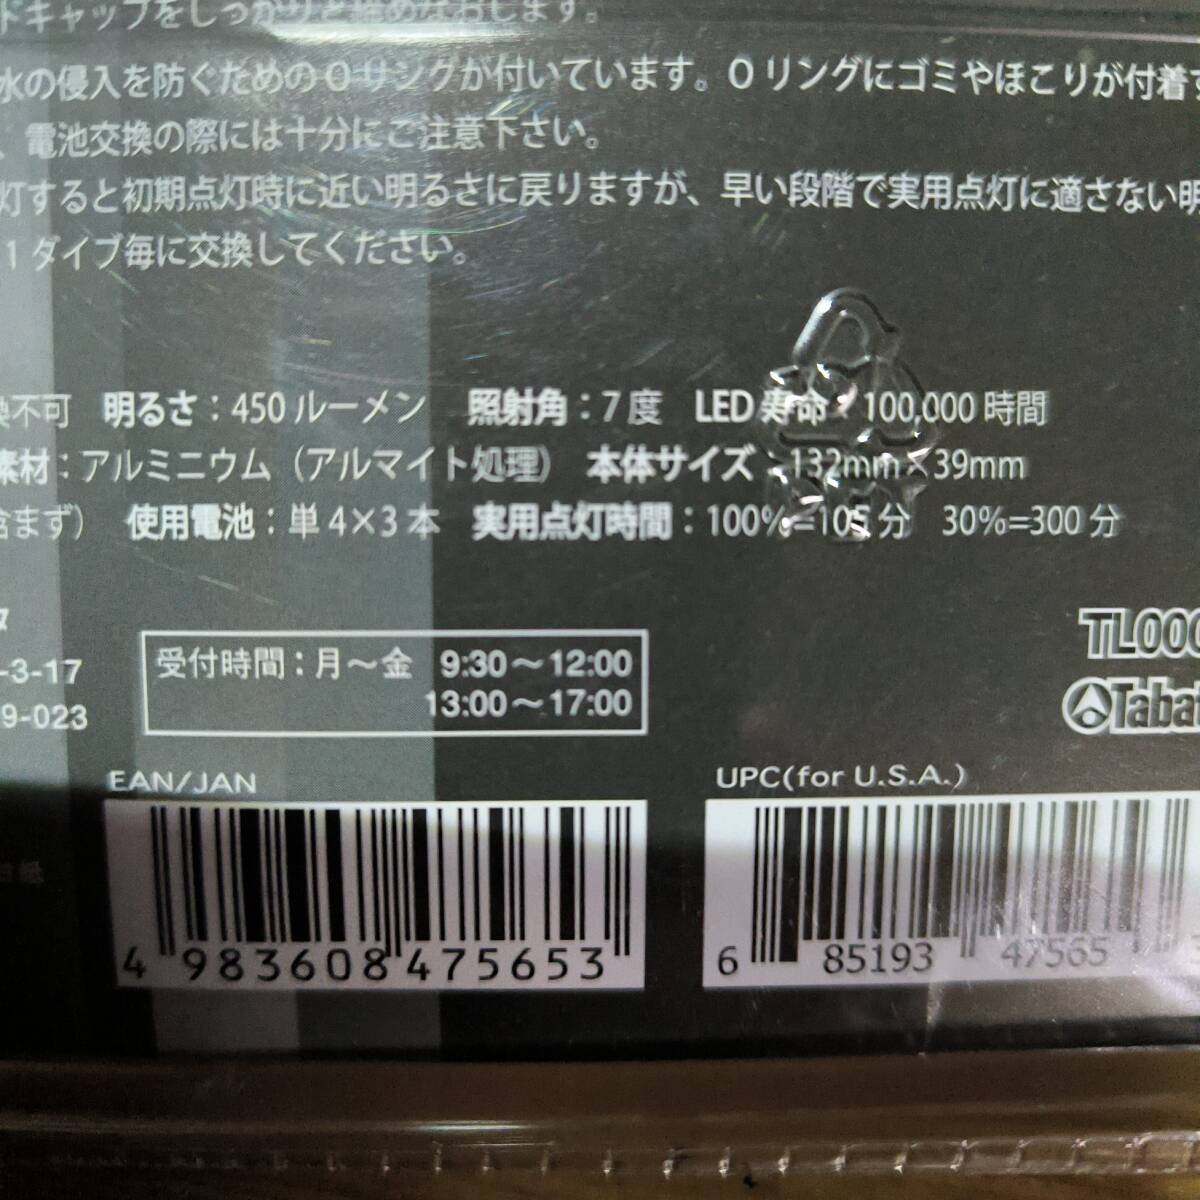 ドキャップをしっかりと締めなおします。
水の侵入を防ぐためのOリングが付いています。Oリングにゴミやほこりが付着す
、電池交換の際には十分にご注意下さい。
灯すると初期点灯時に近い明るさに戻りますが、早い段階で実用点灯に適さない明
1ダイブ毎に交換してください。
換不可 明るさ：450ルーメン 照射角：7度 LED寿命：100,000時間
素材：アルミニウム（アルマイト処理） 本体サイズ：132mm×39mm
含まず） 使用電池：単4×3本 実用点灯時間：100%=105分 30%=300分
タ
-3-17
9-023
受付時間：月～金 9:30～12:00
13:00～17:00
TL000
Tabat
EAN/JAN
UPC(for U.S.A.)
4 983608 475653
6 85193 47565